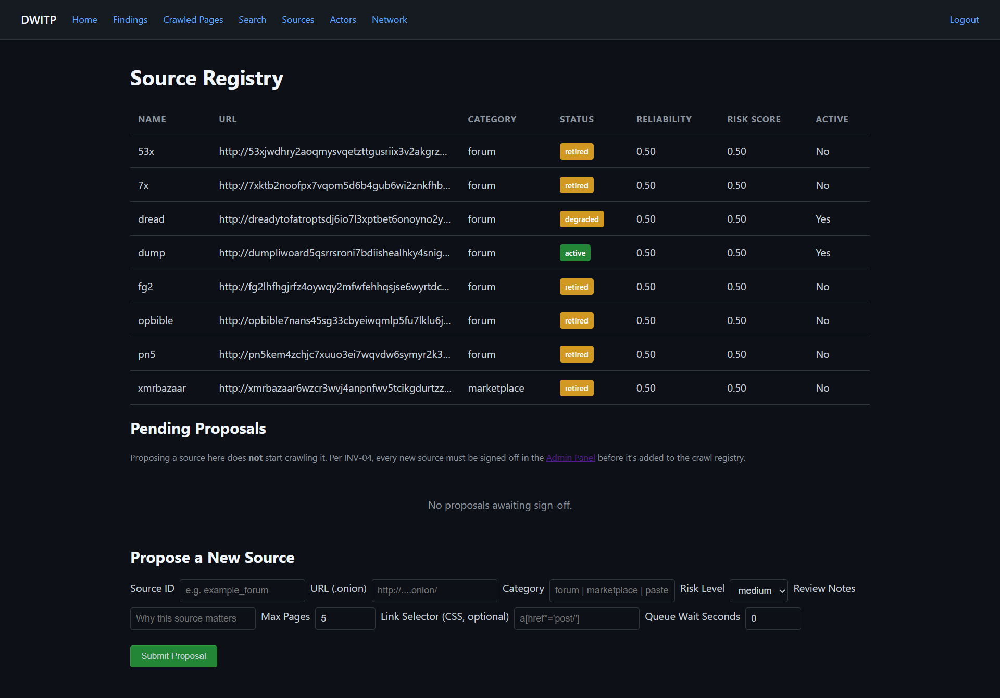 DWITP Home Findings Crawled Pages Search Sources Actors Network Logout
Source Registry
NAME URL CATEGORY STATUS RELIABILITY RISK SCORE ACTIVE
53x http://53xjwdhry2aoqmysvqetzttgusriix3v2akgrz... forum retired 0.50 0.50 No
7x http://7xktb2noofpx7vqom5d6b4gub6wi2znkfhb... forum retired 0.50 0.50 No
dread http://dreadytofatroptsdj6io7l3xptbet6onoyno2y... forum degraded 0.50 0.50 Yes
dump http://dumpliwoard5qsrrsroni7bdiishealhky4snig... forum active 0.50 0.50 Yes
fg2 http://fg2lhfhgjrfz4oywqy2mfwfehhqsjse6wyrtdc... forum retired 0.50 0.50 No
opbible http://opbible7nans45sg33cbyeiwqmlp5fu7lklu6j... forum retired 0.50 0.50 No
pn5 http://pn5kem4zchjc7xuuo3ei7wqvdw6symyr2k3... forum retired 0.50 0.50 No
xmrbazaar http://xmrbazaar6wzcr3wvj4anpnfwv5tcikgdurtzz... marketplace retired 0.50 0.50 No
Pending Proposals
Proposing a source here does not start crawling it. Per INV-04, every new source must be signed off in the Admin Panel before it's added to the crawl registry.
No proposals awaiting sign-off.
Propose a New Source
Source ID e.g. example_forum URL (.onion) http://....onion/ Category forum | marketplace | paste Risk Level medium Review Notes
Why this source matters Max Pages 5 Link Selector (CSS, optional) a[href*='post/'] Queue Wait Seconds 0
Submit Proposal